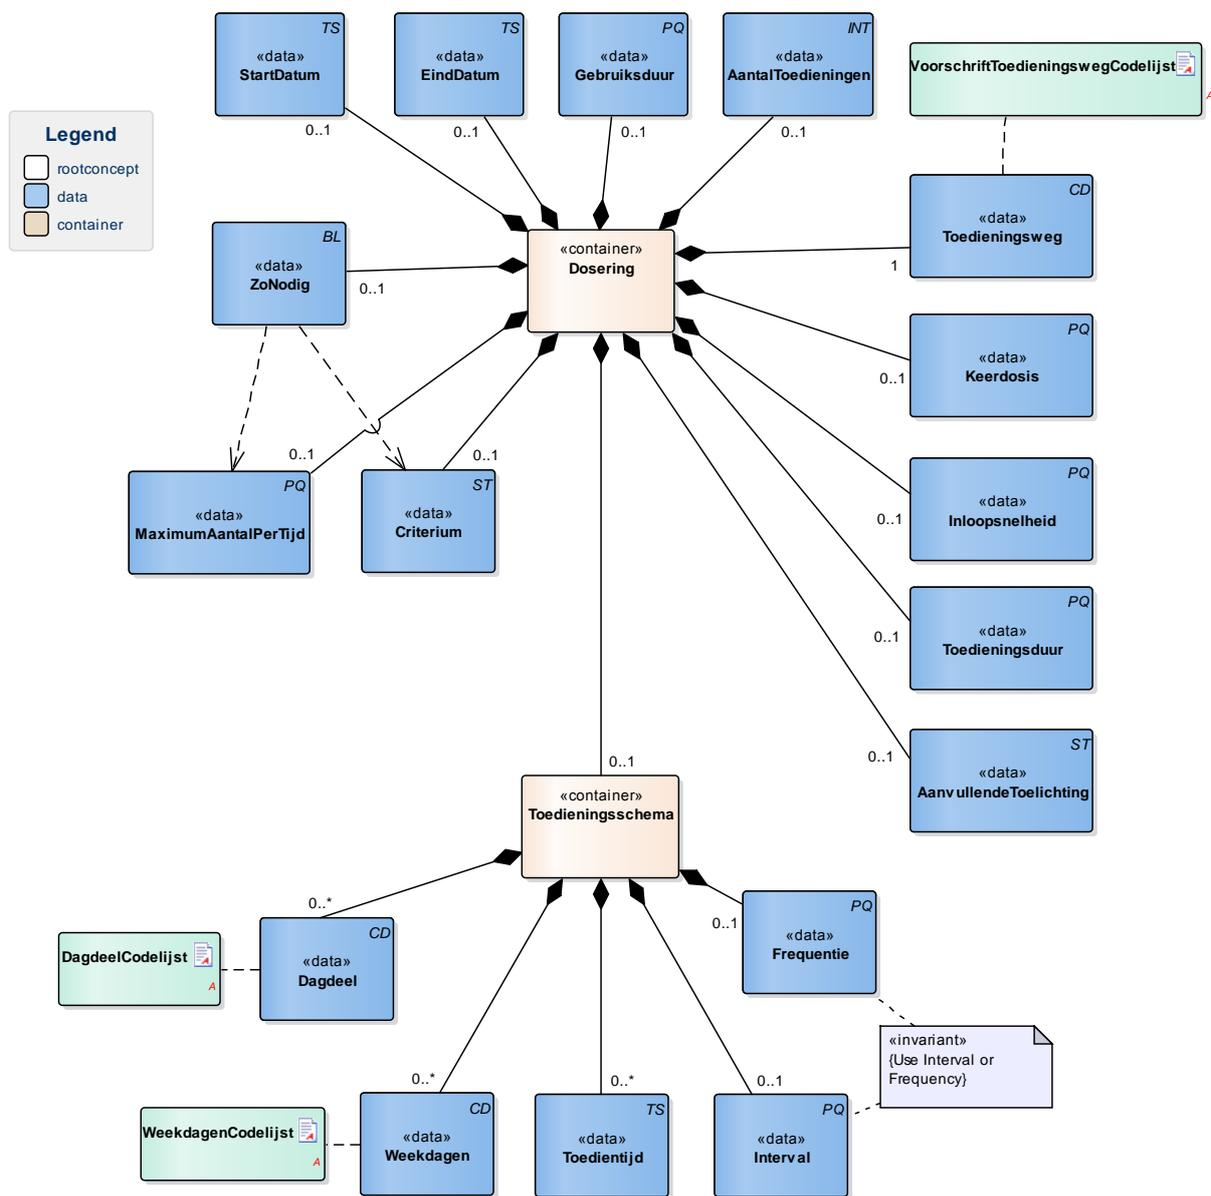 TS
«data»
StartDatum
0..1
TS
«data»
EindDatum
0..1
PQ
«data»
Gebruiksduur
0..1
INT
«data»
AantalToedieningen
0..1
VoorschriftToedieningswegCodelijst
A
Legend
rootconcept
data
container
CD
«data»
Toedieningsweg
1
BL
«data»
ZoNodig
0..1
«container»
Dosering
PQ
«data»
Keerdosis
0..1
PQ
«data»
MaximumAantalPerTijd
0..1
ST
«data»
Criterium
0..1
PQ
«data»
Inloopsnelheid
0..1
PQ
«data»
Toedieningsduur
0..1
ST
«data»
AanvullendeToelichting
0..1
0..1
«container»
Toedieningsschema
0..*
CD
«data»
Dagdeel
DagdeelCodelijst
A
0..1
PQ
«data»
Frequentie
«invariant»
{Use Interval or
Frequency}
0..*
CD
«data»
Weekdagen
WeekdagenCodelijst
A
0..*
TS
«data»
Toedientijd
0..1
PQ
«data»
Interval